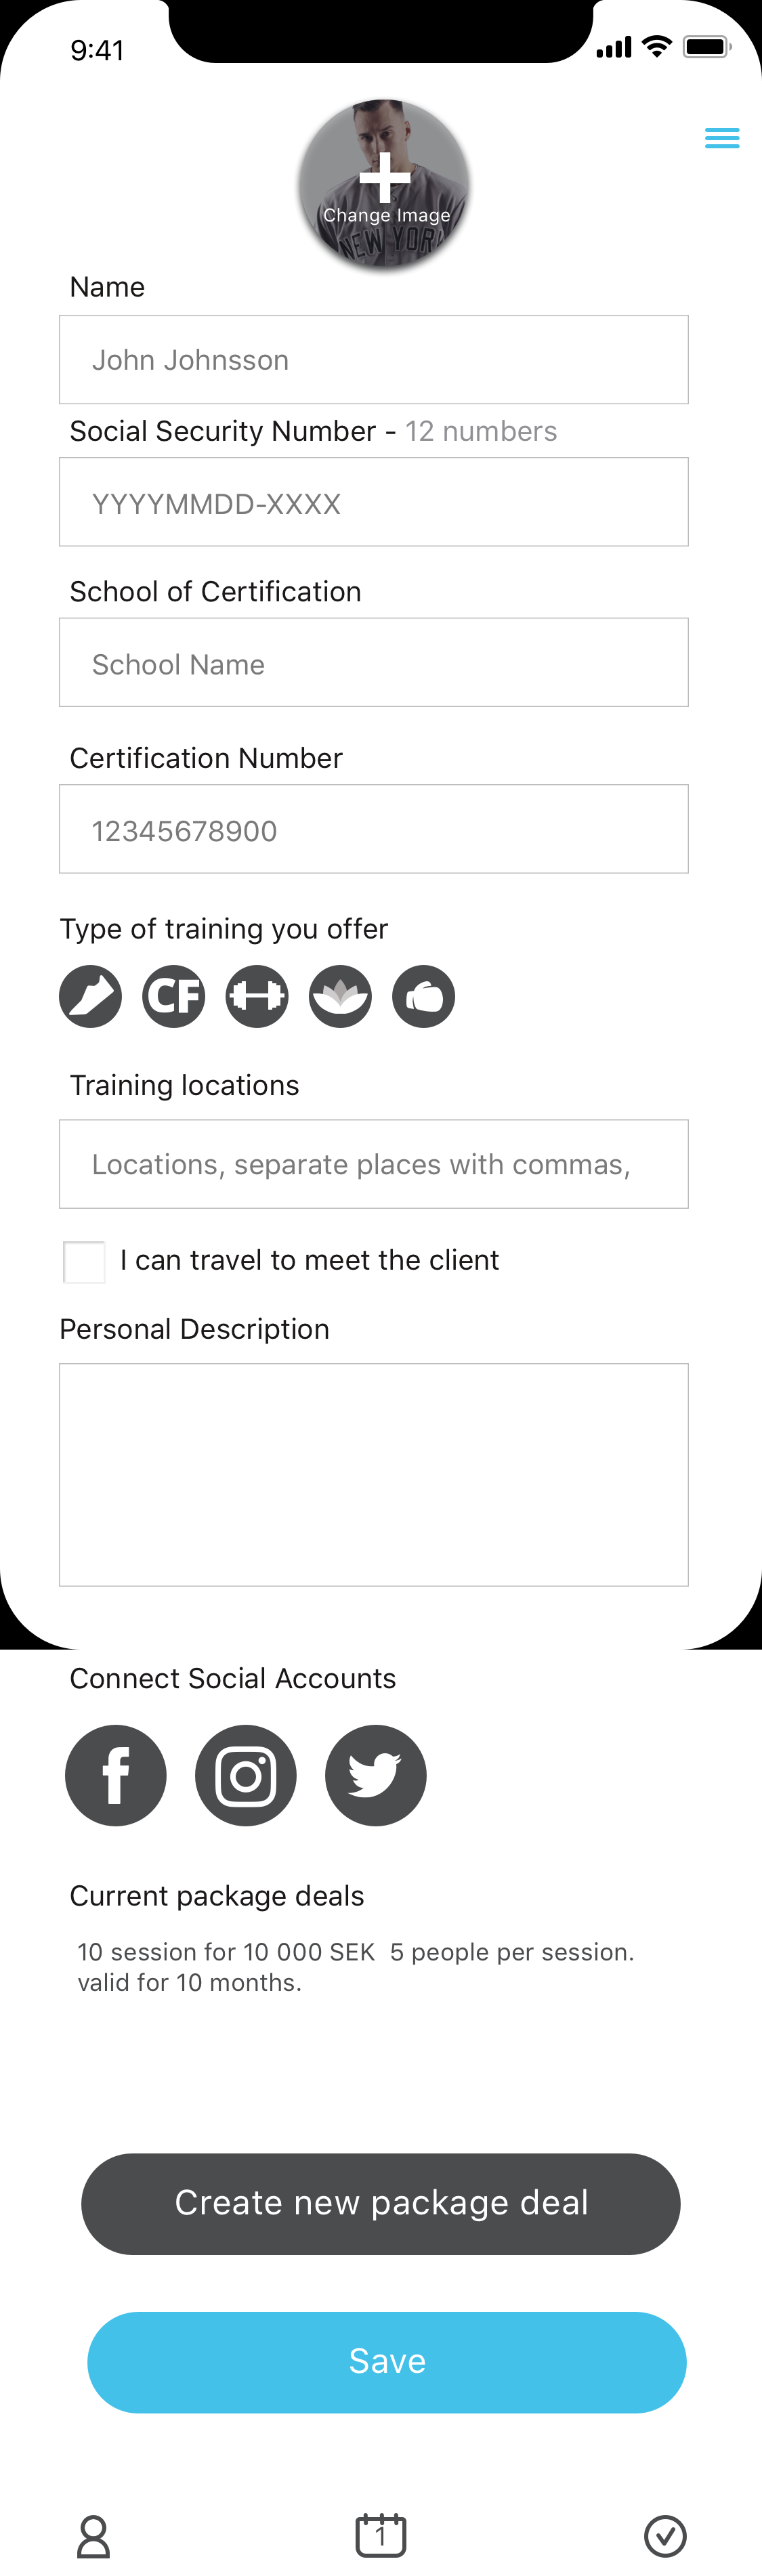 9:41
Change Image
NEW YORK
Name
John Johnsson
Social Security Number - 12 numbers
YYYYMMDD-XXXX
School of Certification
School Name
Certification Number
12345678900
Type of training you offer
CF
Training locations
Locations, separate places with commas,
I can travel to meet the client
Personal Description
Connect Social Accounts
Current package deals
10 session for 10 000 SEK  5 people per session.
valid for 10 months.
Create new package deal
Save
1